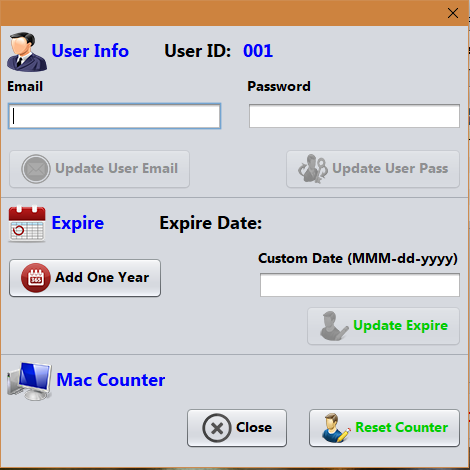 User Info User ID: 001
Email Password
Update User Email Update User Pass
Expire Expire Date:
Custom Date (MMM-dd-yyyy)
365 Add One Year
Update Expire
Mac Counter
Close Reset Counter